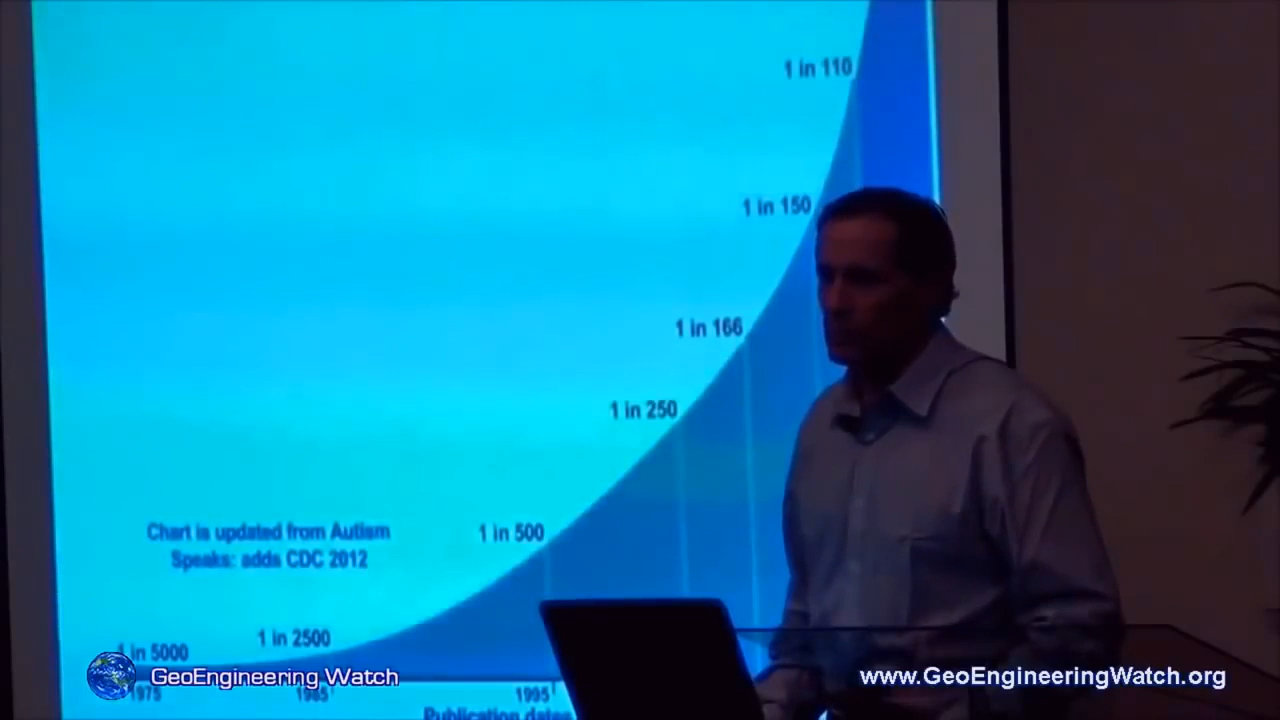 1 in 110
1 in 150
1 in 166
1 in 250
1 in 500
Chart is updated from Autism
Speaks: adds CDC 2012
1 in 2500
1 in 5000
GeoEngineering Watch
www.GeoEngineeringWatch.org
1975
1985
1995
Publication dates